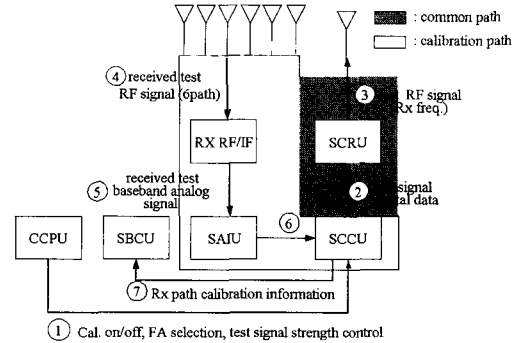 : common path
: calibration path
④ received test
RF signal (6path)
③ RF signal
Rx freq.)
RX RF/IF
SCRU
received test
⑤ baseband analog
signal
② signal
data
CCPU
SBCU
SAIU
⑥
SCCU
⑦ Rx path calibration information
① Cal. on/off, FA selection, test signal strength control